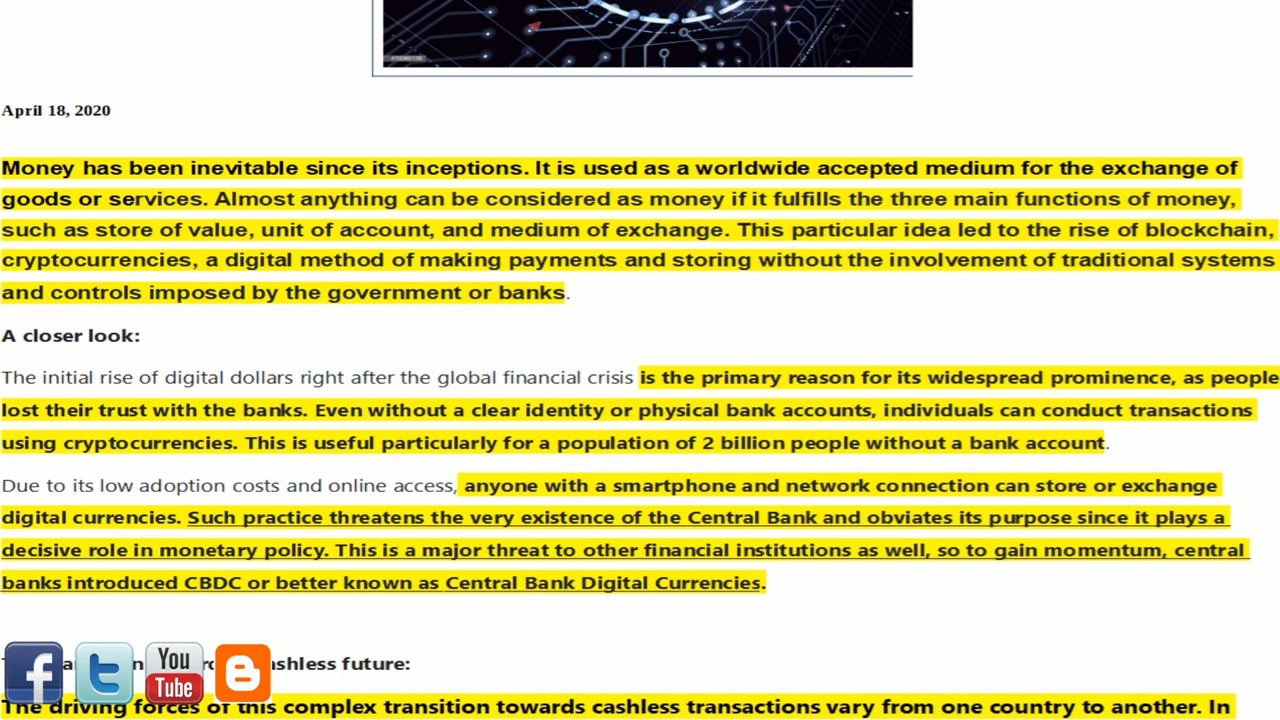 April 18, 2020
Money has been inevitable since its inceptions. It is used as a worldwide accepted medium for the exchange of
goods or services. Almost anything can be considered as money if it fulfills the three main functions of money,
such as store of value, unit of account, and medium of exchange. This particular idea led to the rise of blockchain,
cryptocurrencies, a digital method of making payments and storing without the involvement of traditional systems
and controls imposed by the government or banks.
A closer look:
The initial rise of digital dollars right after the global financial crisis is the primary reason for its widespread prominence, as people
lost their trust with the banks. Even without a clear identity or physical bank accounts, individuals can conduct transactions
using cryptocurrencies. This is useful particularly for a population of 2 billion people without a bank account.
Due to its low adoption costs and online access, anyone with a smartphone and network connection can store or exchange
digital currencies. Such practice threatens the very existence of the Central Bank and obviates its purpose since it plays a
decisive role in monetary policy. This is a major threat to other financial institutions as well, so to gain momentum, central
banks introduced CBDC or better known as Central Bank Digital Currencies.
cashless future:
You
Tube
The driving forces of this complex transition towards cashless transactions vary from one country to another. In